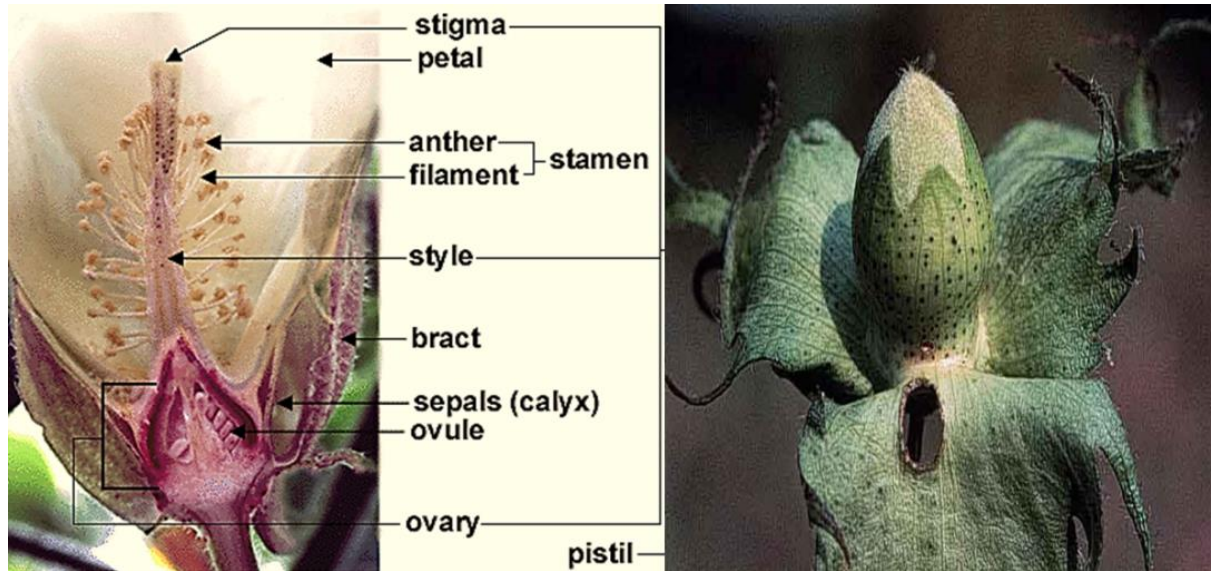 stigma
petal
anther
filament
stamen
style
bract
sepals (calyx)
ovule
ovary
pistil